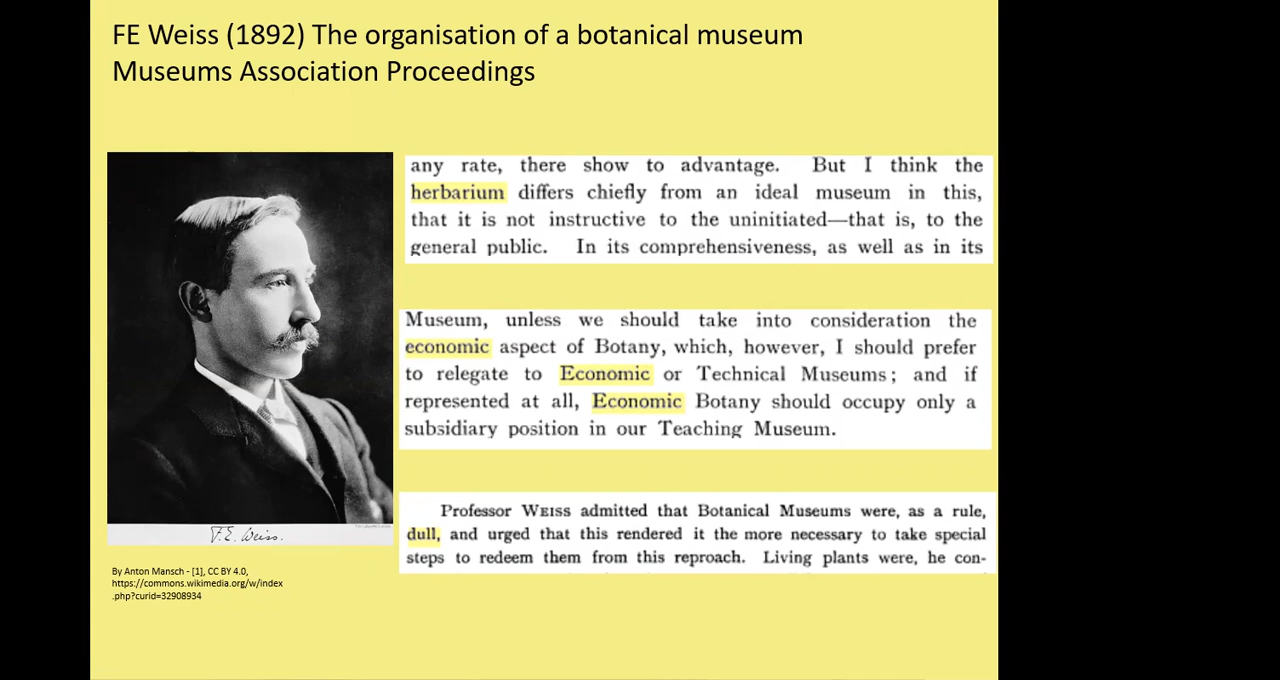 FE Weiss (1892) The organisation of a botanical museum
Museums Association Proceedings
any rate, there show to advantage. But I think the
herbarium differs chiefly from an ideal museum in this,
that it is not instructive to the uninitiated—that is, to the
general public. In its comprehensiveness, as well as in its
Museum, unless we should take into consideration the
economic aspect of Botany, which, however, I should prefer
to relegate to Economic or Technical Museums; and if
represented at all, Economic Botany should occupy only a
subsidiary position in our Teaching Museum.
Professor WEISS admitted that Botanical Museums were, as a rule,
dull, and urged that this rendered it the more necessary to take special
steps to redeem them from this reproach. Living plants were, he con-
F.E. Weiss.
By Anton Mansch - [1], CC BY 4.0,
https://commons.wikimedia.org/w/index
.php?curid=32908934